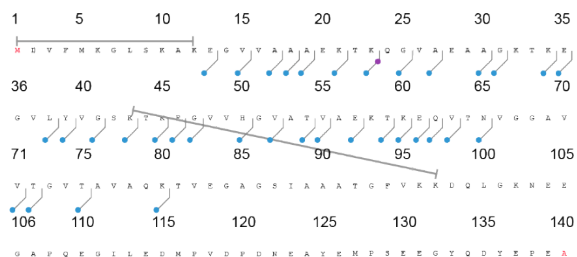 1 5 10 15 20 25 30 35
M D V F M K G L S K A K E G V V A A A E K T K Q G V A E A A G K T K E
36 40 45 50 55 60 65 70
G V L Y V G S K T K E G V V H G V A T V A E K T K E Q V T N V G G A V
71 75 80 85 90 95 100 105
V T G V T A V A Q K T V E G A G S I A A A T G F V K K D Q L G K N E E
106 110 115 120 125 130 135 140
G A P Q E G I L E D M P V D P D N E A Y E M P S E E G Y Q D Y E P E A